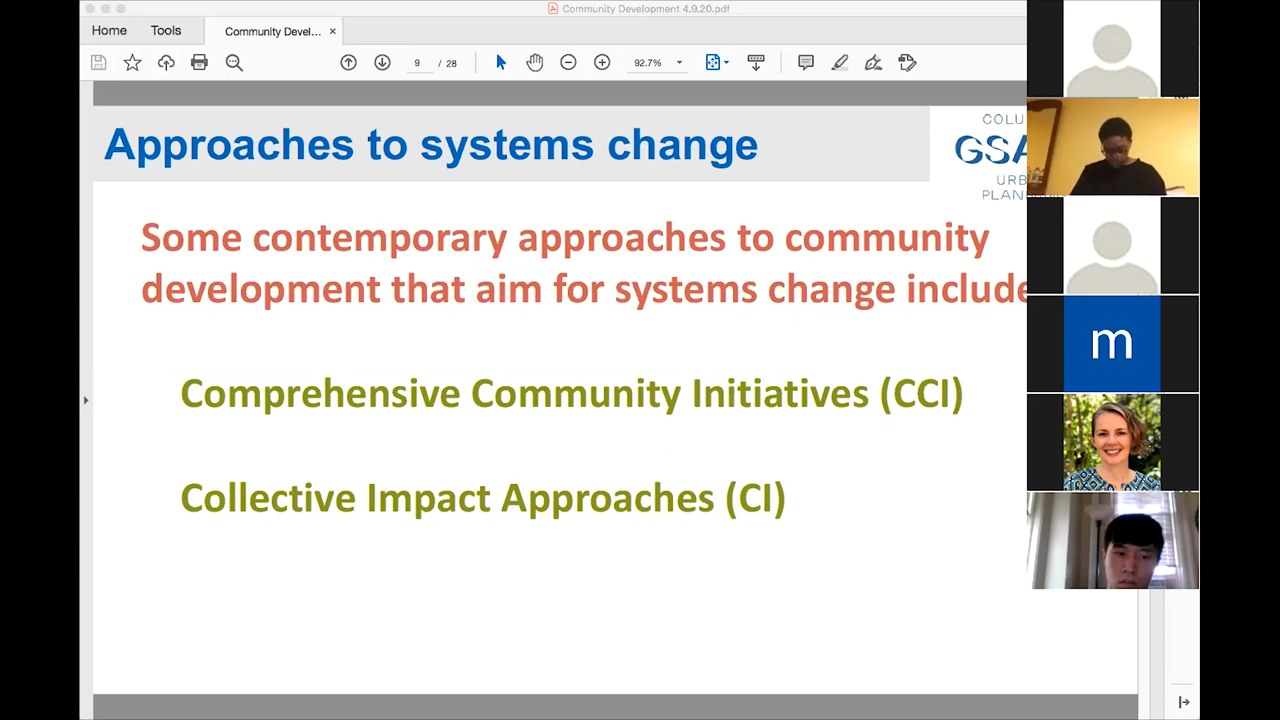 Community Development 4.9.20.pdf
Home Tools Community Devel... ×
9 / 28 92.7%
Approaches to systems change
COLU
GSA
URB
PLAN
Some contemporary approaches to community
development that aim for systems change include
Comprehensive Community Initiatives (CCI)
Collective Impact Approaches (CI)
m